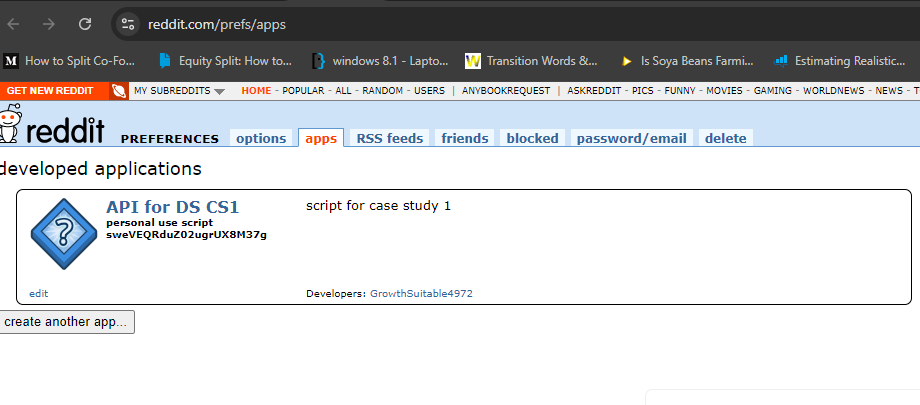 reddit.com/prefs/apps
M How to Split Co-Fo... Equity Split: How to... windows 8.1 - Lapto... W Transition Words &... Is Soya Beans Farmi... Estimating Realistic...
GET NEW REDDIT MY SUBREDDITS HOME - POPULAR - ALL - RANDOM - USERS | ANYBOOKREQUEST | ASKREDDIT - PICS - FUNNY - MOVIES - GAMING - WORLDNEWS - NEWS - T
reddit PREFERENCES options apps RSS feeds friends blocked password/email delete
developed applications
? API for DS CS1 script for case study 1
personal use script
sweVEQRduZ02ugrUX8M37g
edit Developers: GrowthSuitable4972
create another app...